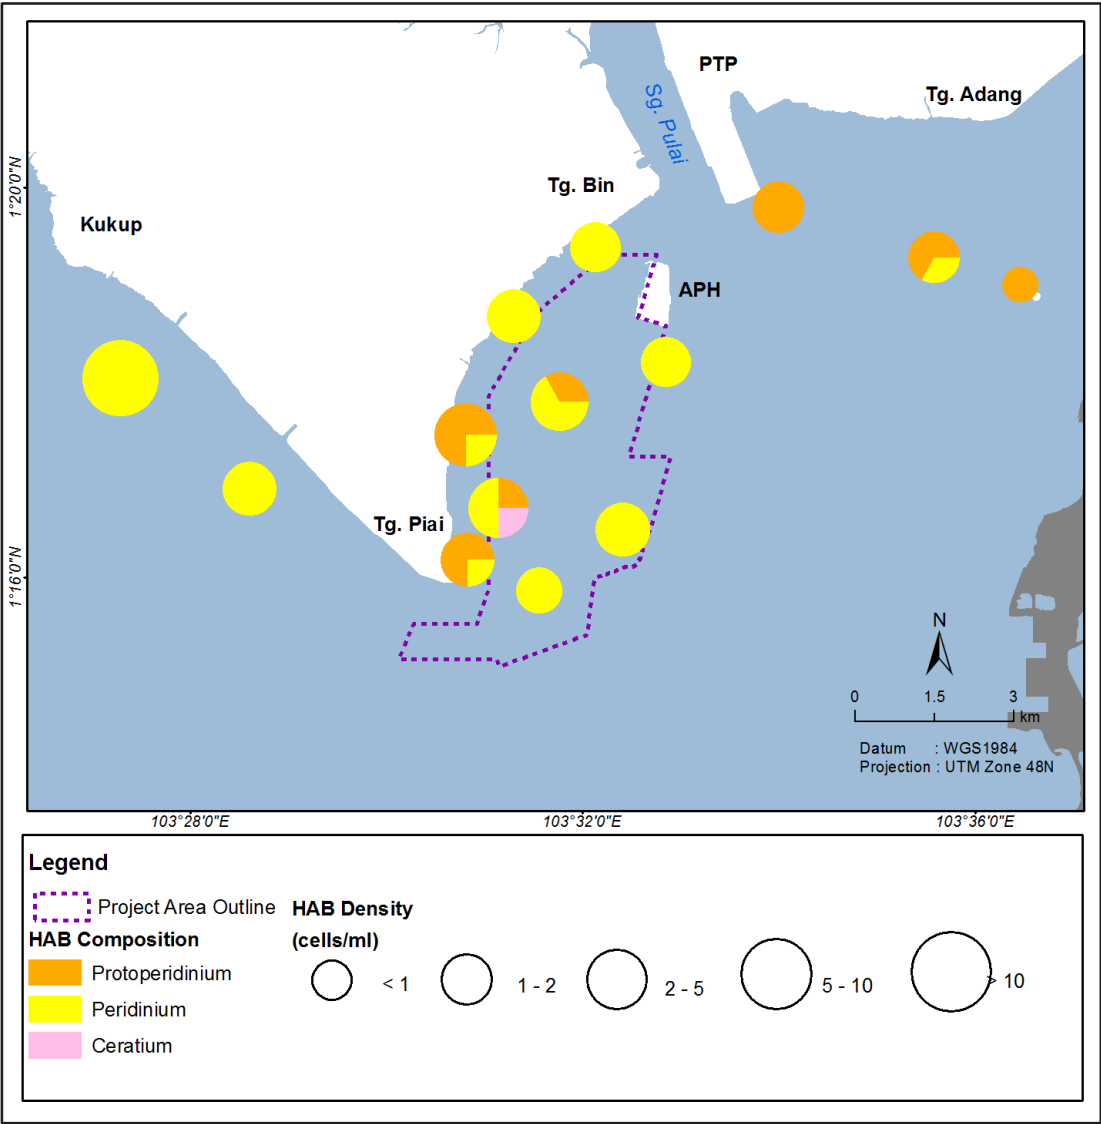 PTP
Tg. Adang
Sg. Pulai
Tg. Bin
1°20'0"N
Kukup
APH
Tg. Piai
1°16'0"N
N
0 1.5 3
km
Datum : WGS1984
Projection : UTM Zone 48N
103°28'0"E 103°32'0"E 103°36'0"E
Legend
Project Area Outline
HAB Composition
Protoperidinium
Peridinium
Ceratium
HAB Density
(cells/ml)
< 1 1 - 2 2 - 5 5 - 10 > 10